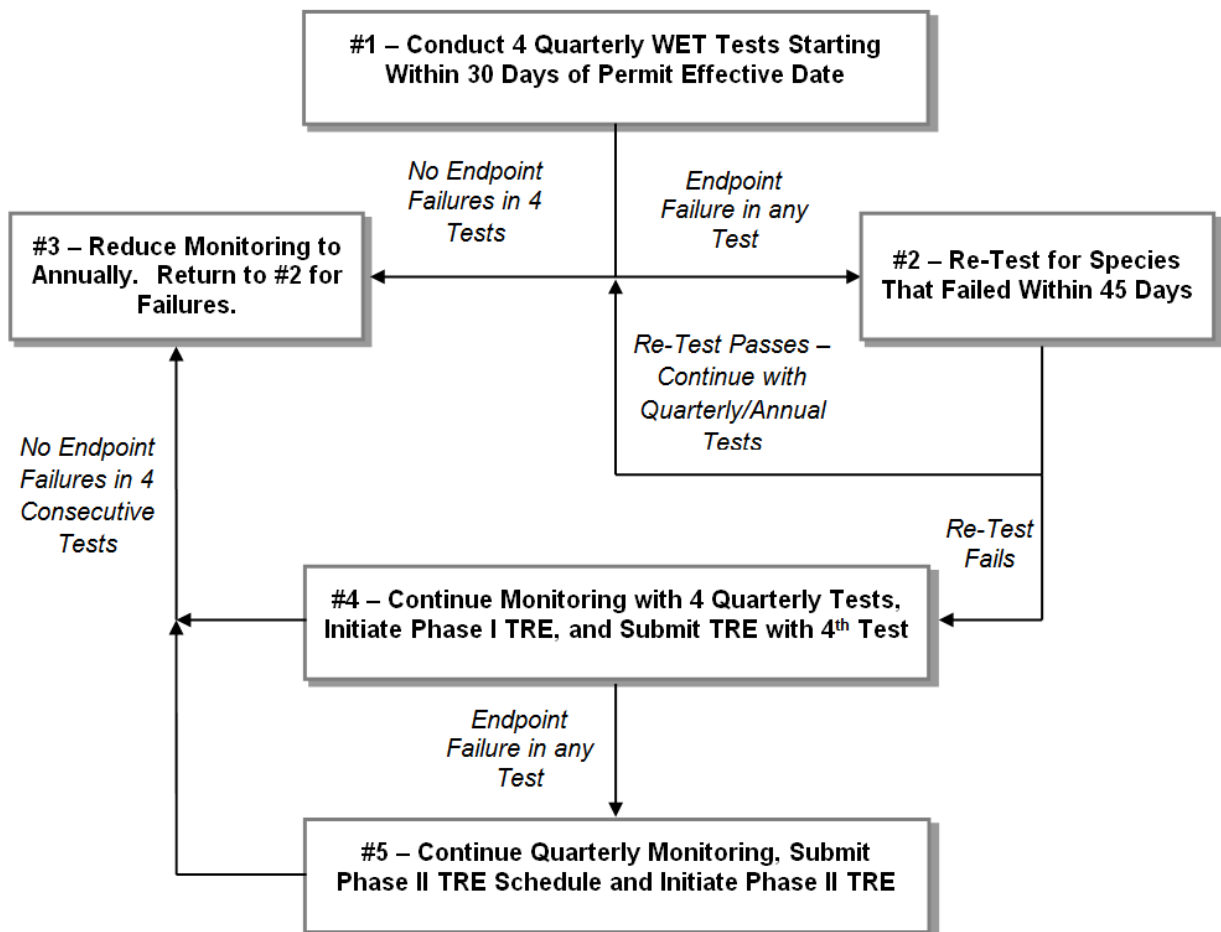 #1 – Conduct 4 Quarterly WET Tests Starting
Within 30 Days of Permit Effective Date
No Endpoint
Failures in 4
Tests
Endpoint
Failure in any
Test
#3 – Reduce Monitoring to
Annually.   Return to #2 for
Failures.
#2 – Re-Test for Species
That Failed Within 45 Days
Re-Test Passes –
Continue with
Quarterly/Annual
Tests
No Endpoint
Failures in 4
Consecutive
Tests
Re-Test
Fails
#4 – Continue Monitoring with 4 Quarterly Tests,
Initiate Phase I TRE, and Submit TRE with 4th Test
Endpoint
Failure in any
Test
#5 – Continue Quarterly Monitoring, Submit
Phase II TRE Schedule and Initiate Phase II TRE